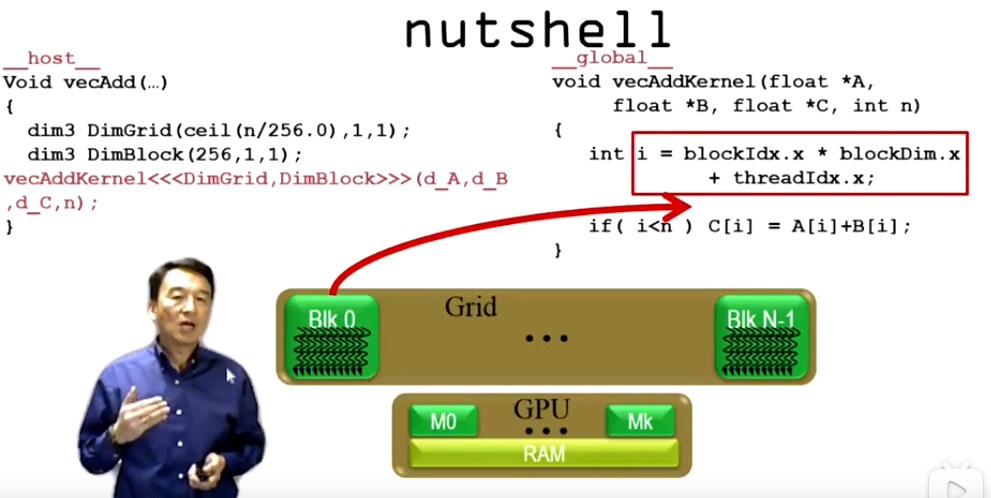 nutshell
__host__
Void vecAdd(…)
{
dim3 DimGrid(ceil(n/256.0),1,1);
dim3 DimBlock(256,1,1);
vecAddKernel<<<DimGrid,DimBlock>>>(d_A,d_B
,d_C,n);
}
__global__
void vecAddKernel(float *A,
float *B, float *C, int n)
{
int i = blockIdx.x * blockDim.x
+ threadIdx.x;
if( i<n ) C[i] = A[i]+B[i];
}
Blk 0
Grid
• • •
Blk N-1
M0
GPU
• • •
Mk
RAM